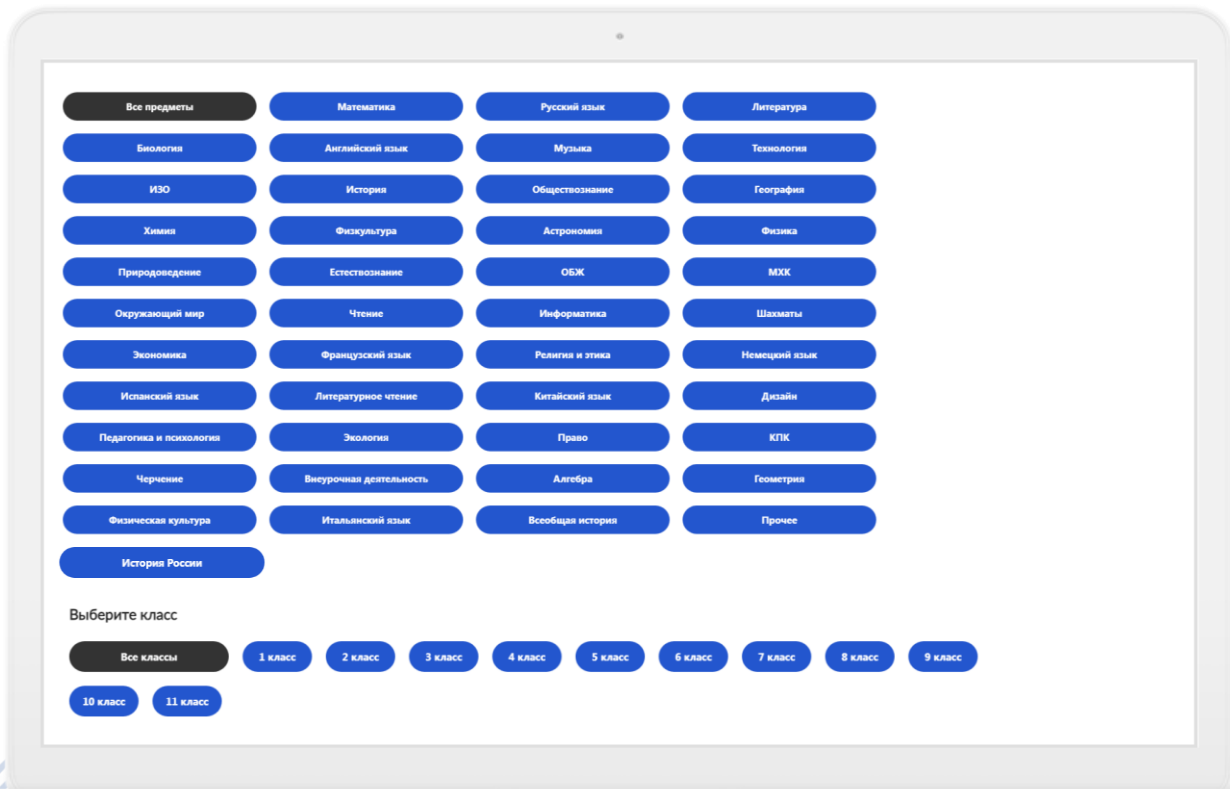 Все предметы Математика Русский язык Литература
Биология Английский язык Музыка Технология
ИЗО История Обществознание География
Химия Физкультура Астрономия Физика
Природоведение Естествознание ОБЖ МХК
Окружающий мир Чтение Информатика Шахматы
Экономика Французский язык Религия и этика Немецкий язык
Испанский язык Литературное чтение Китайский язык Дизайн
Педагогика и психология Экология Право КПК
Черчение Внеурочная деятельность Алгебра Геометрия
Физическая культура Итальянский язык Всеобщая история Прочее
История России
Выберите класс
Все классы 1 класс 2 класс 3 класс 4 класс 5 класс 6 класс 7 класс 8 класс 9 класс
10 класс 11 класс